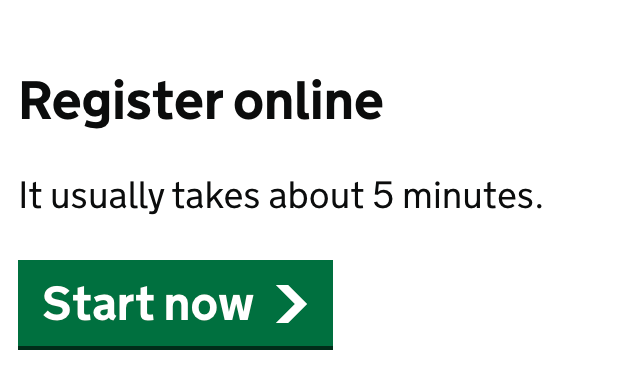 Register online
It usually takes about 5 minutes.
Start now